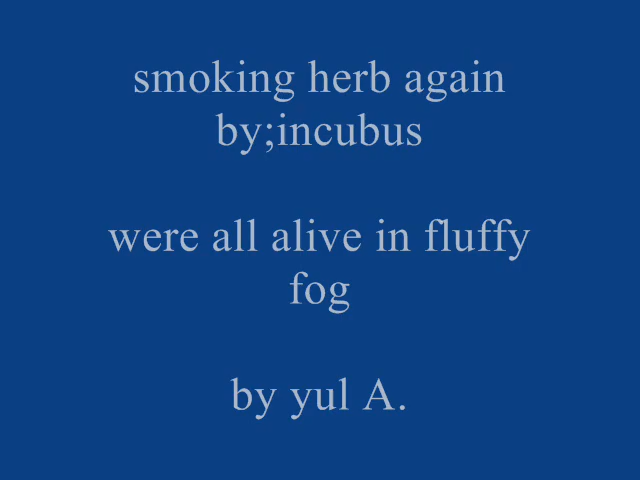 smoking herb again
by;incubus
were all alive in fluffy
fog
by yul A.